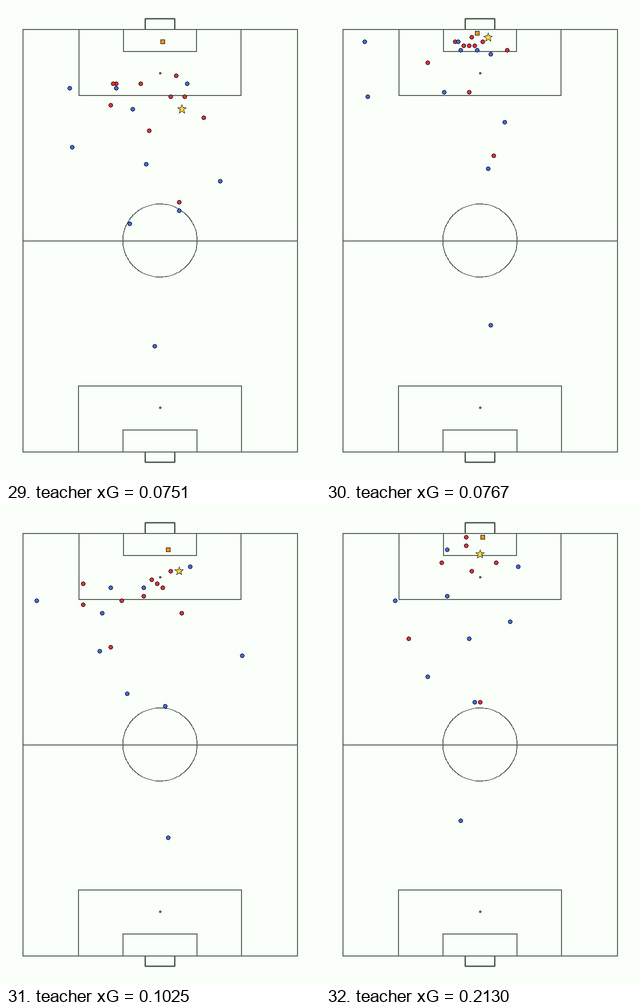 29. teacher xG = 0.0751
30. teacher xG = 0.0767
31. teacher xG = 0.1025
32. teacher xG = 0.2130